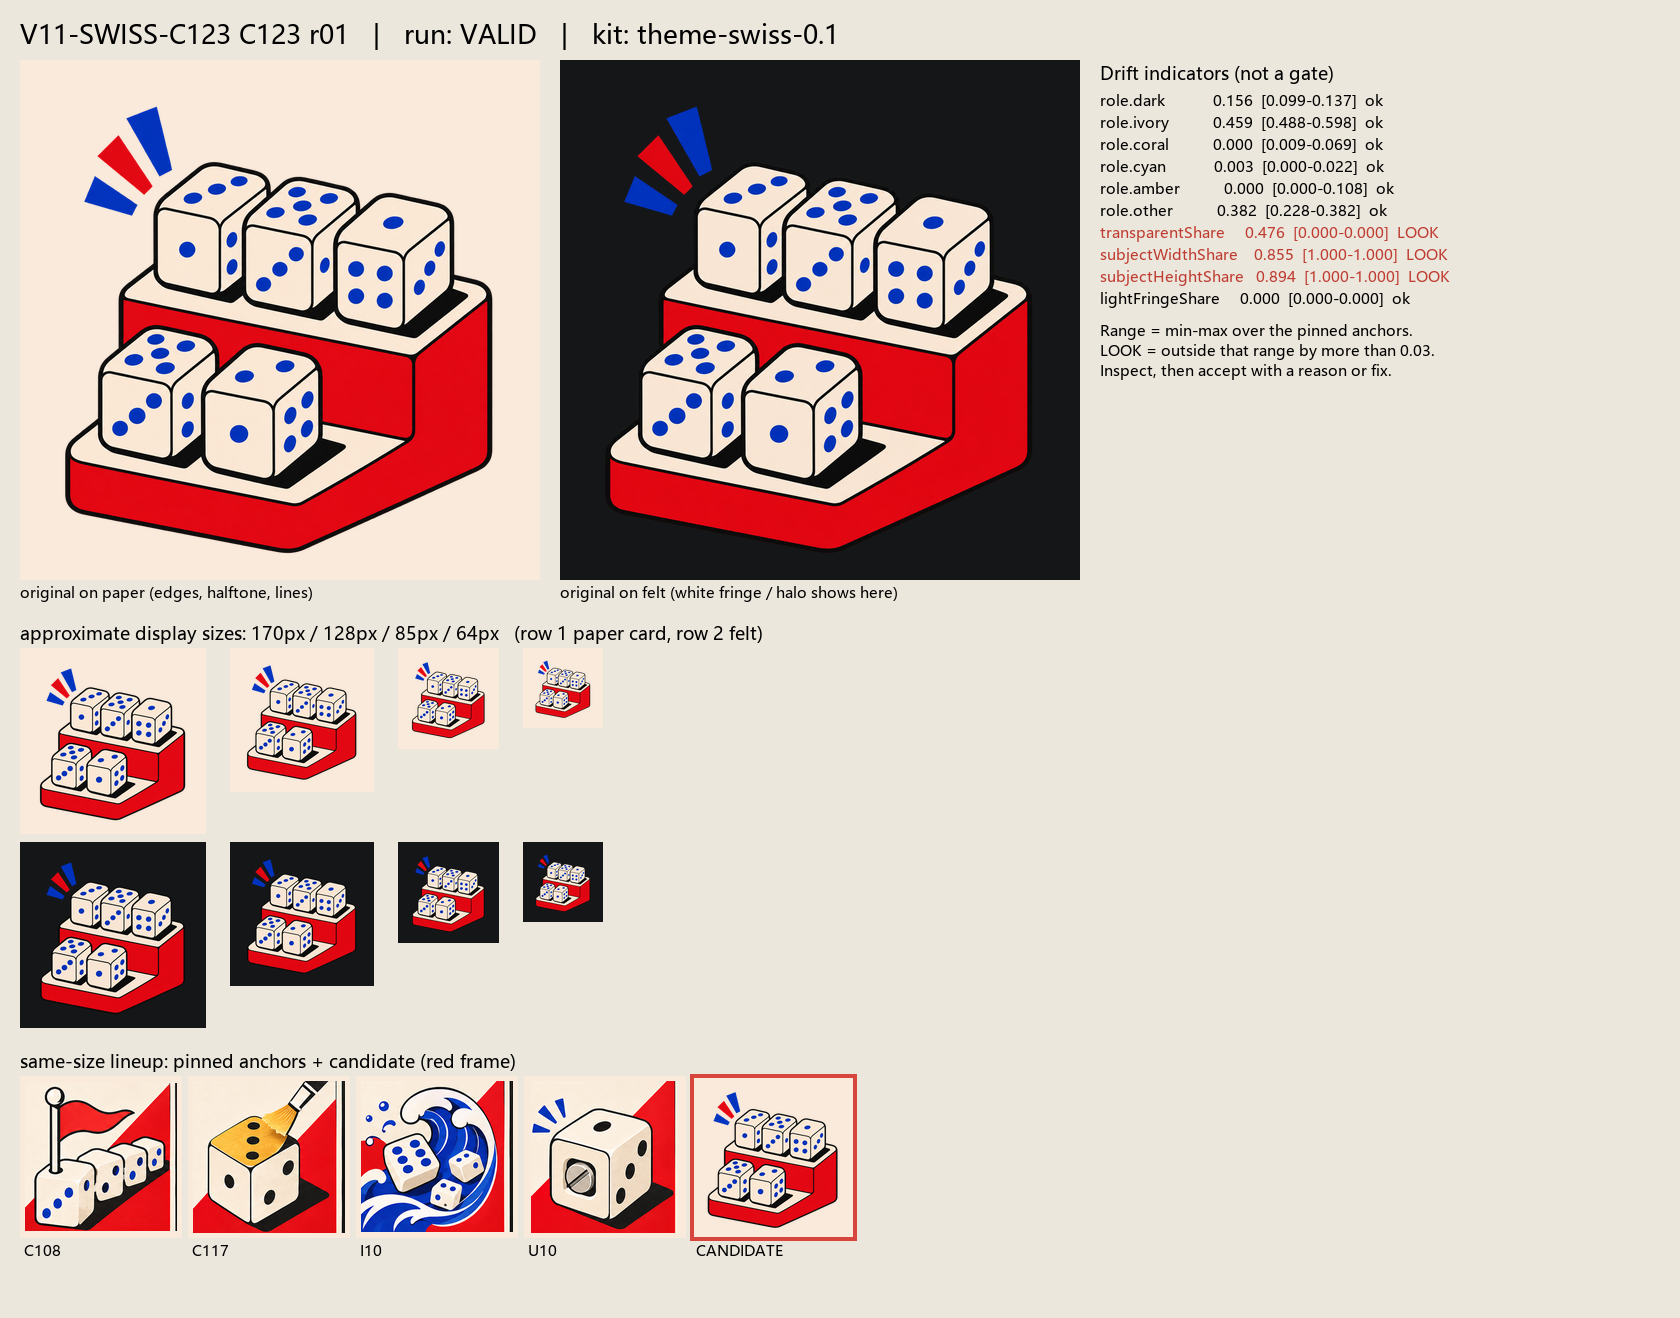 V11-SWISS-C123 C123 r01 | run: VALID | kit: theme-swiss-0.1
Drift indicators (not a gate)
role.dark 0.156 [0.099-0.137] ok
role.ivory 0.459 [0.488-0.598] ok
role.coral 0.000 [0.009-0.069] ok
role.cyan 0.003 [0.000-0.022] ok
role.amber 0.000 [0.000-0.108] ok
role.other 0.382 [0.228-0.382] ok
transparentShare 0.476 [0.000-0.000] LOOK
subjectWidthShare 0.855 [1.000-1.000] LOOK
subjectHeightShare 0.894 [1.000-1.000] LOOK
lightFringeShare 0.000 [0.000-0.000] ok
Range = min-max over the pinned anchors.
LOOK = outside that range by more than 0.03.
Inspect, then accept with a reason or fix.
original on paper (edges, halftone, lines)
original on felt (white fringe / halo shows here)
approximate display sizes: 170px / 128px / 85px / 64px (row 1 paper card, row 2 felt)
same-size lineup: pinned anchors + candidate (red frame)
C108
C117
I10
U10
CANDIDATE